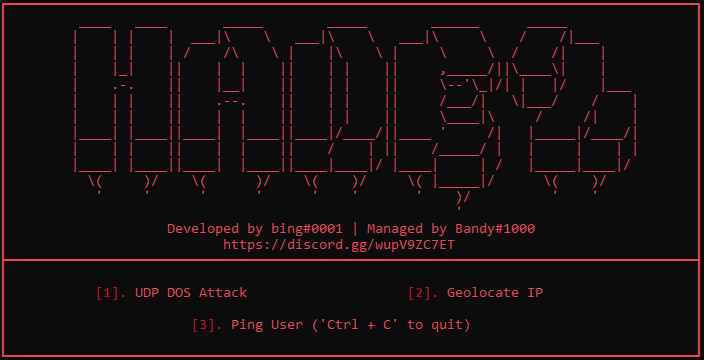 HADES
Developed by bing#0001 | Managed by Bandy#1000
https://discord.gg/wupV9ZC7ET
[1]. UDP DOS Attack
[2]. Geolocate IP
[3]. Ping User ('Ctrl + C' to quit)